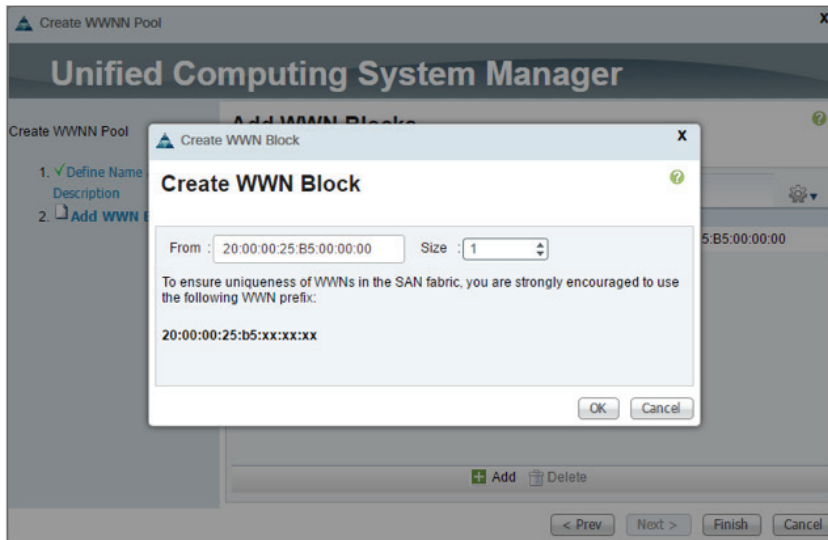 Create WWNN Pool
X
Unified Computing System Manager
Create WWNN Pool
1. Define Name
Description
2. Add WWN B
Add WWN Blocks
Create WWN Block
X
Create WWN Block
From : 20:00:00:25:B5:00:00:00 Size : 1
To ensure uniqueness of WWNs in the SAN fabric, you are strongly encouraged to use
the following WWN prefix:
20:00:00:25:b5:xx:xx:xx
OK Cancel
5:B5:00:00:00
Add Delete
< Prev Next > Finish Cancel